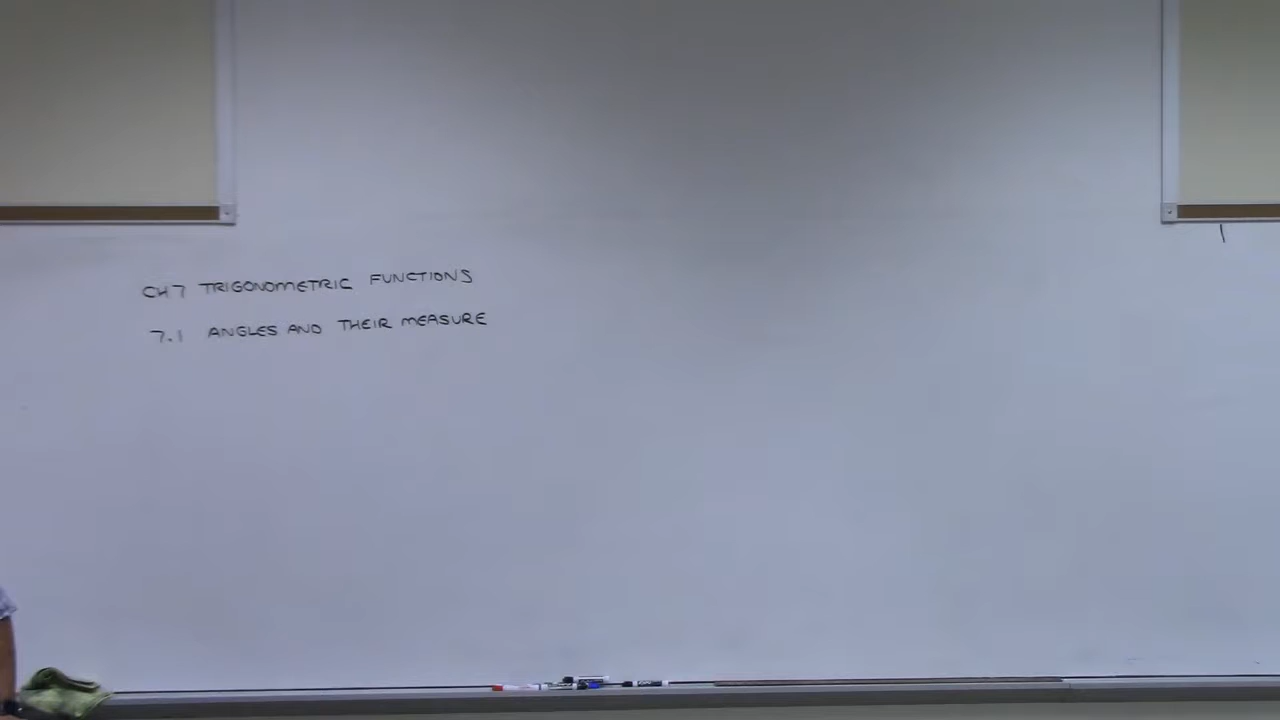 CH 7 TRIGONOMETRIC FUNCTIONS
7.1 ANGLES AND THEIR MEASURE